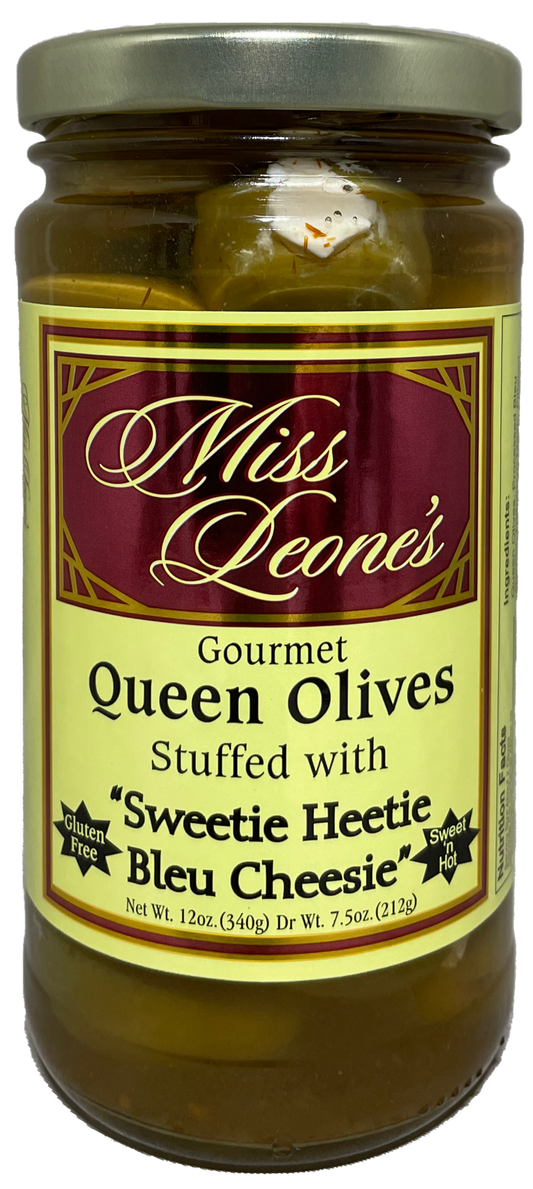 Miss
Leone's
Gourmet
Queen Olives
Stuffed with
"Sweetie Heetie
Bleu Cheesie"
Gluten
Free
Sweet
'n
Hot
Net Wt. 12oz.(340g) Dr Wt. 7.5oz.(212g)
Ingredients:
Nutrition Facts